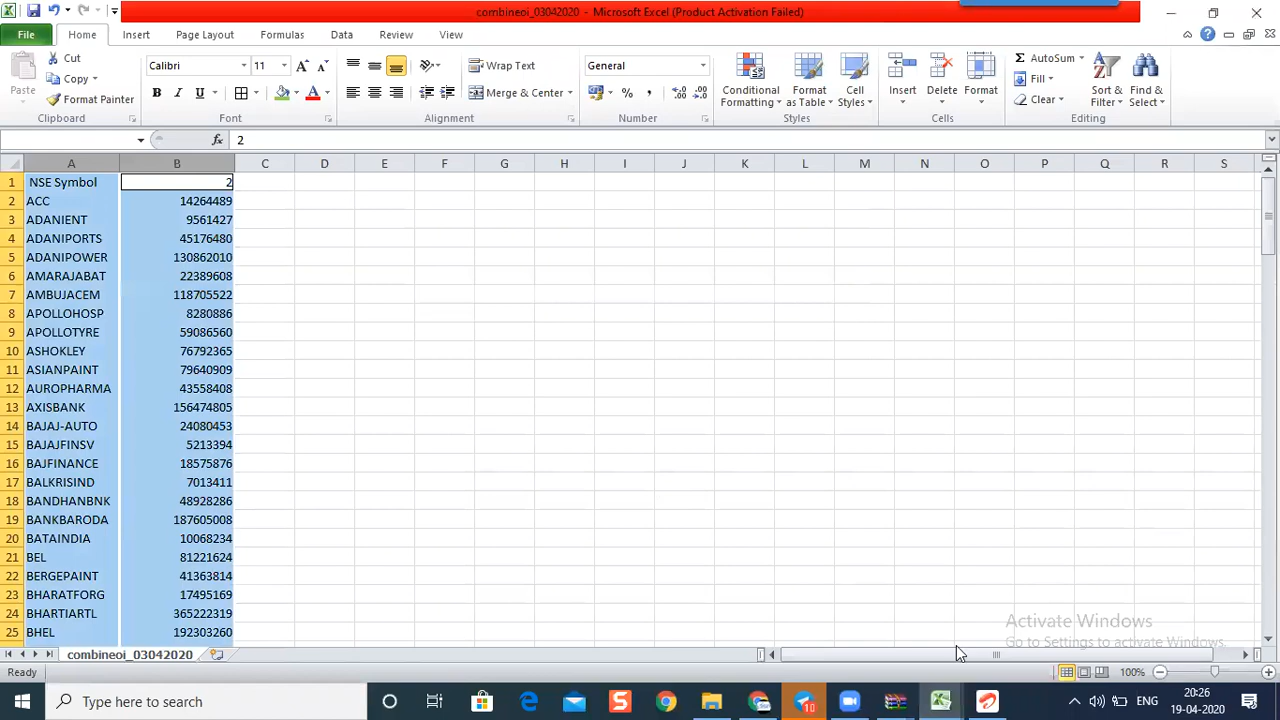 combineoi_03042020 - Microsoft Excel (Product Activation Failed)
File Home Insert Page Layout Formulas Data Review View
Paste
Cut
Copy
Format Painter
Clipboard
Calibri 11
B I U A
Font
Wrap Text
Merge & Center
Alignment
General
% ,
Number
Conditional Formatting
Format as Table
Cell Styles
Styles
Insert Delete Format
Cells
Σ AutoSum
Fill
Clear
Sort & Filter
Find & Select
Editing
fx 2
A B C D E F G H I J K L M N O P Q R S
1 NSE Symbol 2
2 ACC 14264489
3 ADANIENT 9561427
4 ADANIPORTS 45176480
5 ADANIPOWER 130862010
6 AMARAJABAT 22389608
7 AMBUJACEM 118705522
8 APOLLOHOSP 8280886
9 APOLLOTYRE 59086560
10 ASHOKLEY 76792365
11 ASIANPAINT 79640909
12 AUROPHARMA 43558408
13 AXISBANK 156474805
14 BAJAJ-AUTO 24080453
15 BAJAJFINSV 5213394
16 BAJFINANCE 18575876
17 BALKRISIND 7013411
18 BANDHANBNK 48928286
19 BANKBARODA 187605008
20 BATAINDIA 10068234
21 BEL 81221624
22 BERGEPAINT 41363814
23 BHARATFORG 17495169
24 BHARTIARTL 365222319
25 BHEL 192303260
Activate Windows
Go to Settings to activate Windows.
combineoi_03042020
Ready 100%
Type here to search
10
ENG
20:26
19-04-2020